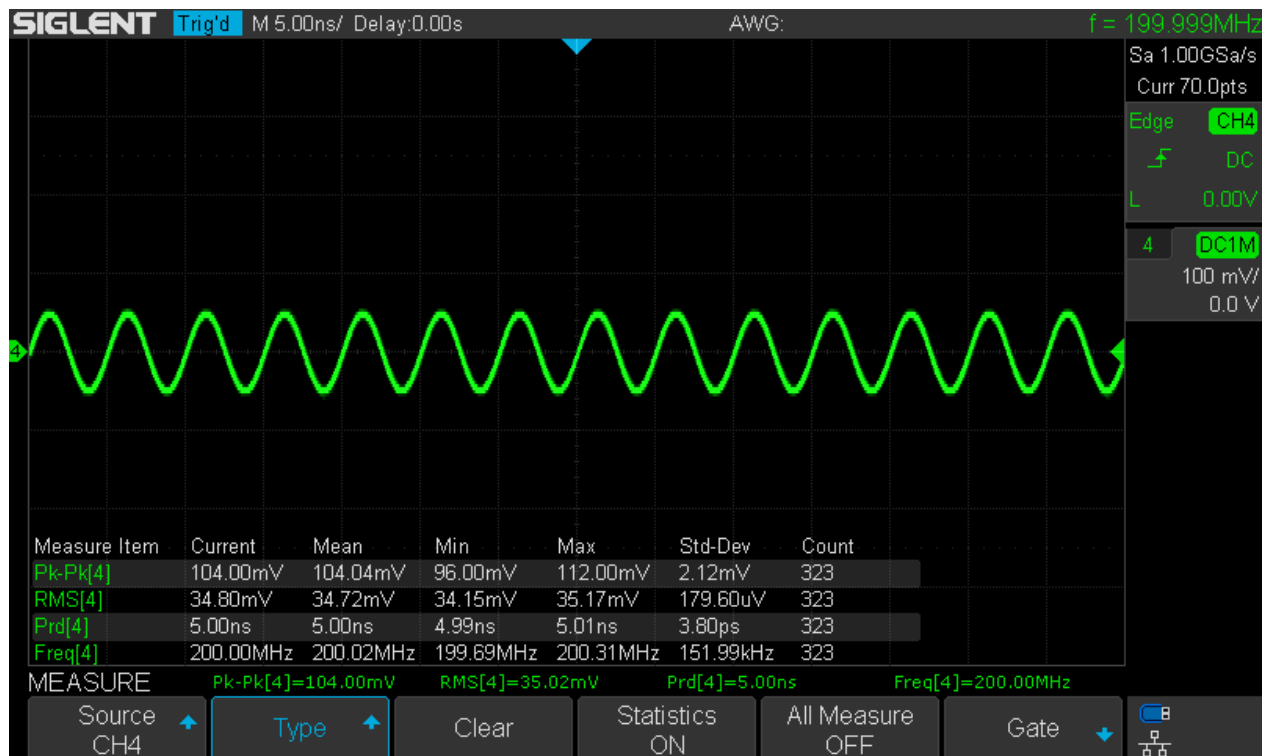 SIGLENT Trig'd M 5.00ns/ Delay:0.00s AWG: f = 199.999MHz
Sa 1.00GSa/s
Curr 70.0pts
Edge CH4
DC
L 0.00V
4 DC1M
100 mV/
0.0 V
4
Measure Item Current Mean Min Max Std-Dev Count
Pk-Pk[4] 104.00mV 104.04mV 96.00mV 112.00mV 2.12mV 323
RMS[4] 34.80mV 34.72mV 34.15mV 35.17mV 179.60uV 323
Prd[4] 5.00ns 5.00ns 4.99ns 5.01ns 3.80ps 323
Freq[4] 200.00MHz 200.02MHz 199.69MHz 200.31MHz 151.99kHz 323
MEASURE Pk-Pk[4]=104.00mV RMS[4]=35.02mV Prd[4]=5.00ns Freq[4]=200.00MHz
Source Type Clear Statistics All Measure Gate
CH4 ON OFF